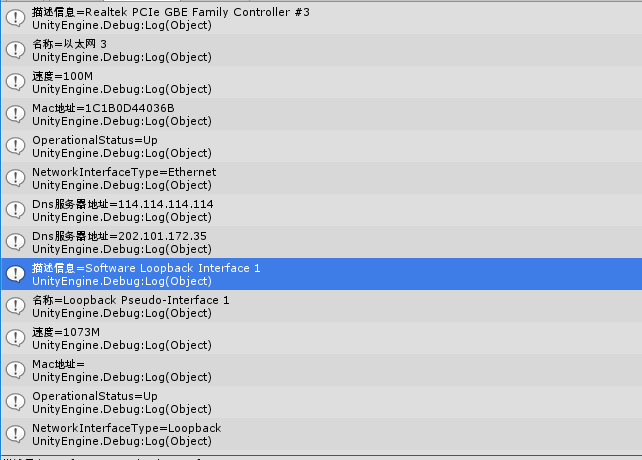 描述信息=Realtek PCIe GBE Family Controller #3
UnityEngine.Debug:Log(Object)
名称=以太网 3
UnityEngine.Debug:Log(Object)
速度=100M
UnityEngine.Debug:Log(Object)
Mac地址=1C1B0D44036B
UnityEngine.Debug:Log(Object)
OperationalStatus=Up
UnityEngine.Debug:Log(Object)
NetworkInterfaceType=Ethernet
UnityEngine.Debug:Log(Object)
Dns服务器地址=114.114.114.114
UnityEngine.Debug:Log(Object)
Dns服务器地址=202.101.172.35
UnityEngine.Debug:Log(Object)
描述信息=Software Loopback Interface 1
UnityEngine.Debug:Log(Object)
名称=Loopback Pseudo-Interface 1
UnityEngine.Debug:Log(Object)
速度=1073M
UnityEngine.Debug:Log(Object)
Mac地址=
UnityEngine.Debug:Log(Object)
OperationalStatus=Up
UnityEngine.Debug:Log(Object)
NetworkInterfaceType=Loopback
UnityEngine.Debug:Log(Object)